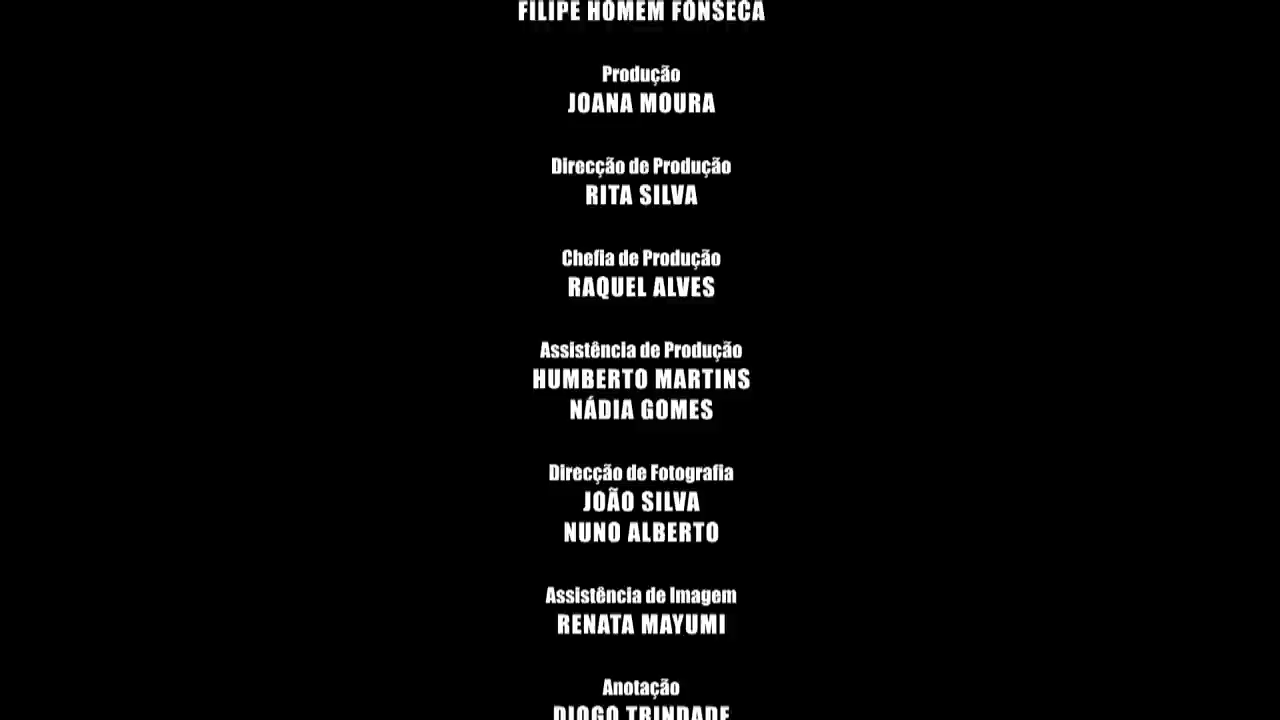 FILIPE HOMEM FONSECA
Produção
JOANA MOURA
Direcção de Produção
RITA SILVA
Chefia de Produção
RAQUEL ALVES
Assistência de Produção
HUMBERTO MARTINS
NÁDIA GOMES
Direcção de Fotografia
JOÃO SILVA
NUNO ALBERTO
Assistência de Imagem
RENATA MAYUMI
Anotação
DIOGO TRINDADE